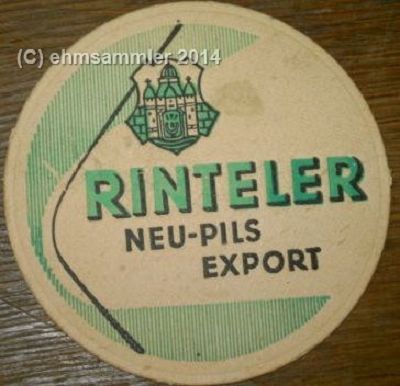 (C) ehmsammler 2014
RINTELER
NEU-PILS
EXPORT